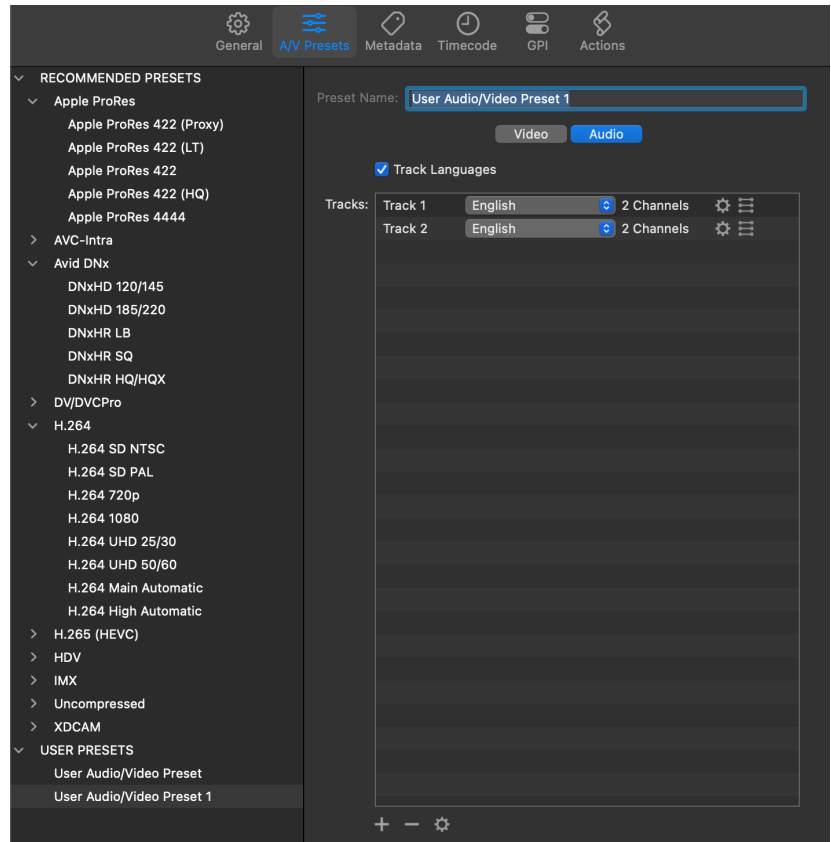 General A/V Presets Metadata Timecode GPI Actions
RECOMMENDED PRESETS
Apple ProRes
Apple ProRes 422 (Proxy)
Apple ProRes 422 (LT)
Apple ProRes 422
Apple ProRes 422 (HQ)
Apple ProRes 4444
AVC-Intra
Avid DNx
DNxHD 120/145
DNxHD 185/220
DNxHR LB
DNxHR SQ
DNxHR HQ/HQX
DV/DVCPro
H.264
H.264 SD NTSC
H.264 SD PAL
H.264 720p
H.264 1080
H.264 UHD 25/30
H.264 UHD 50/60
H.264 Main Automatic
H.264 High Automatic
H.265 (HEVC)
HDV
IMX
Uncompressed
XDCAM
USER PRESETS
User Audio/Video Preset
User Audio/Video Preset 1
Preset Name: User Audio/Video Preset 1
Video Audio
Track Languages
Tracks: Track 1 English 2 Channels
Track 2 English 2 Channels